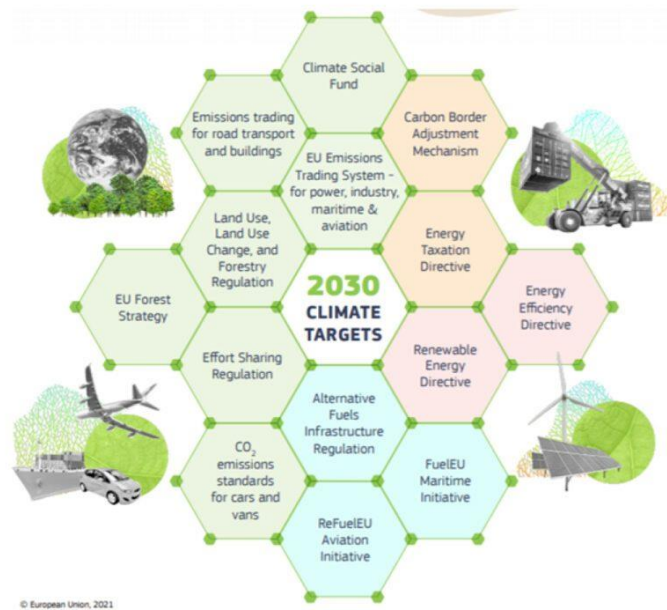 Climate Social
Fund
Emissions trading
for road transport
and buildings
Carbon Border
Adjustment
Mechanism
EU Emissions
Trading System -
for power, industry,
maritime &
aviation
Land Use,
Land Use
Change, and
Forestry
Regulation
Energy
Taxation
Directive
EU Forest
Strategy
2030
CLIMATE
TARGETS
Energy
Efficiency
Directive
Effort Sharing
Regulation
Renewable
Energy
Directive
Alternative
Fuels
Infrastructure
Regulation
CO₂
emissions
standards
for cars and
vans
FuelEU
Maritime
Initiative
ReFuelEU
Aviation
Initiative
© European Union, 2021